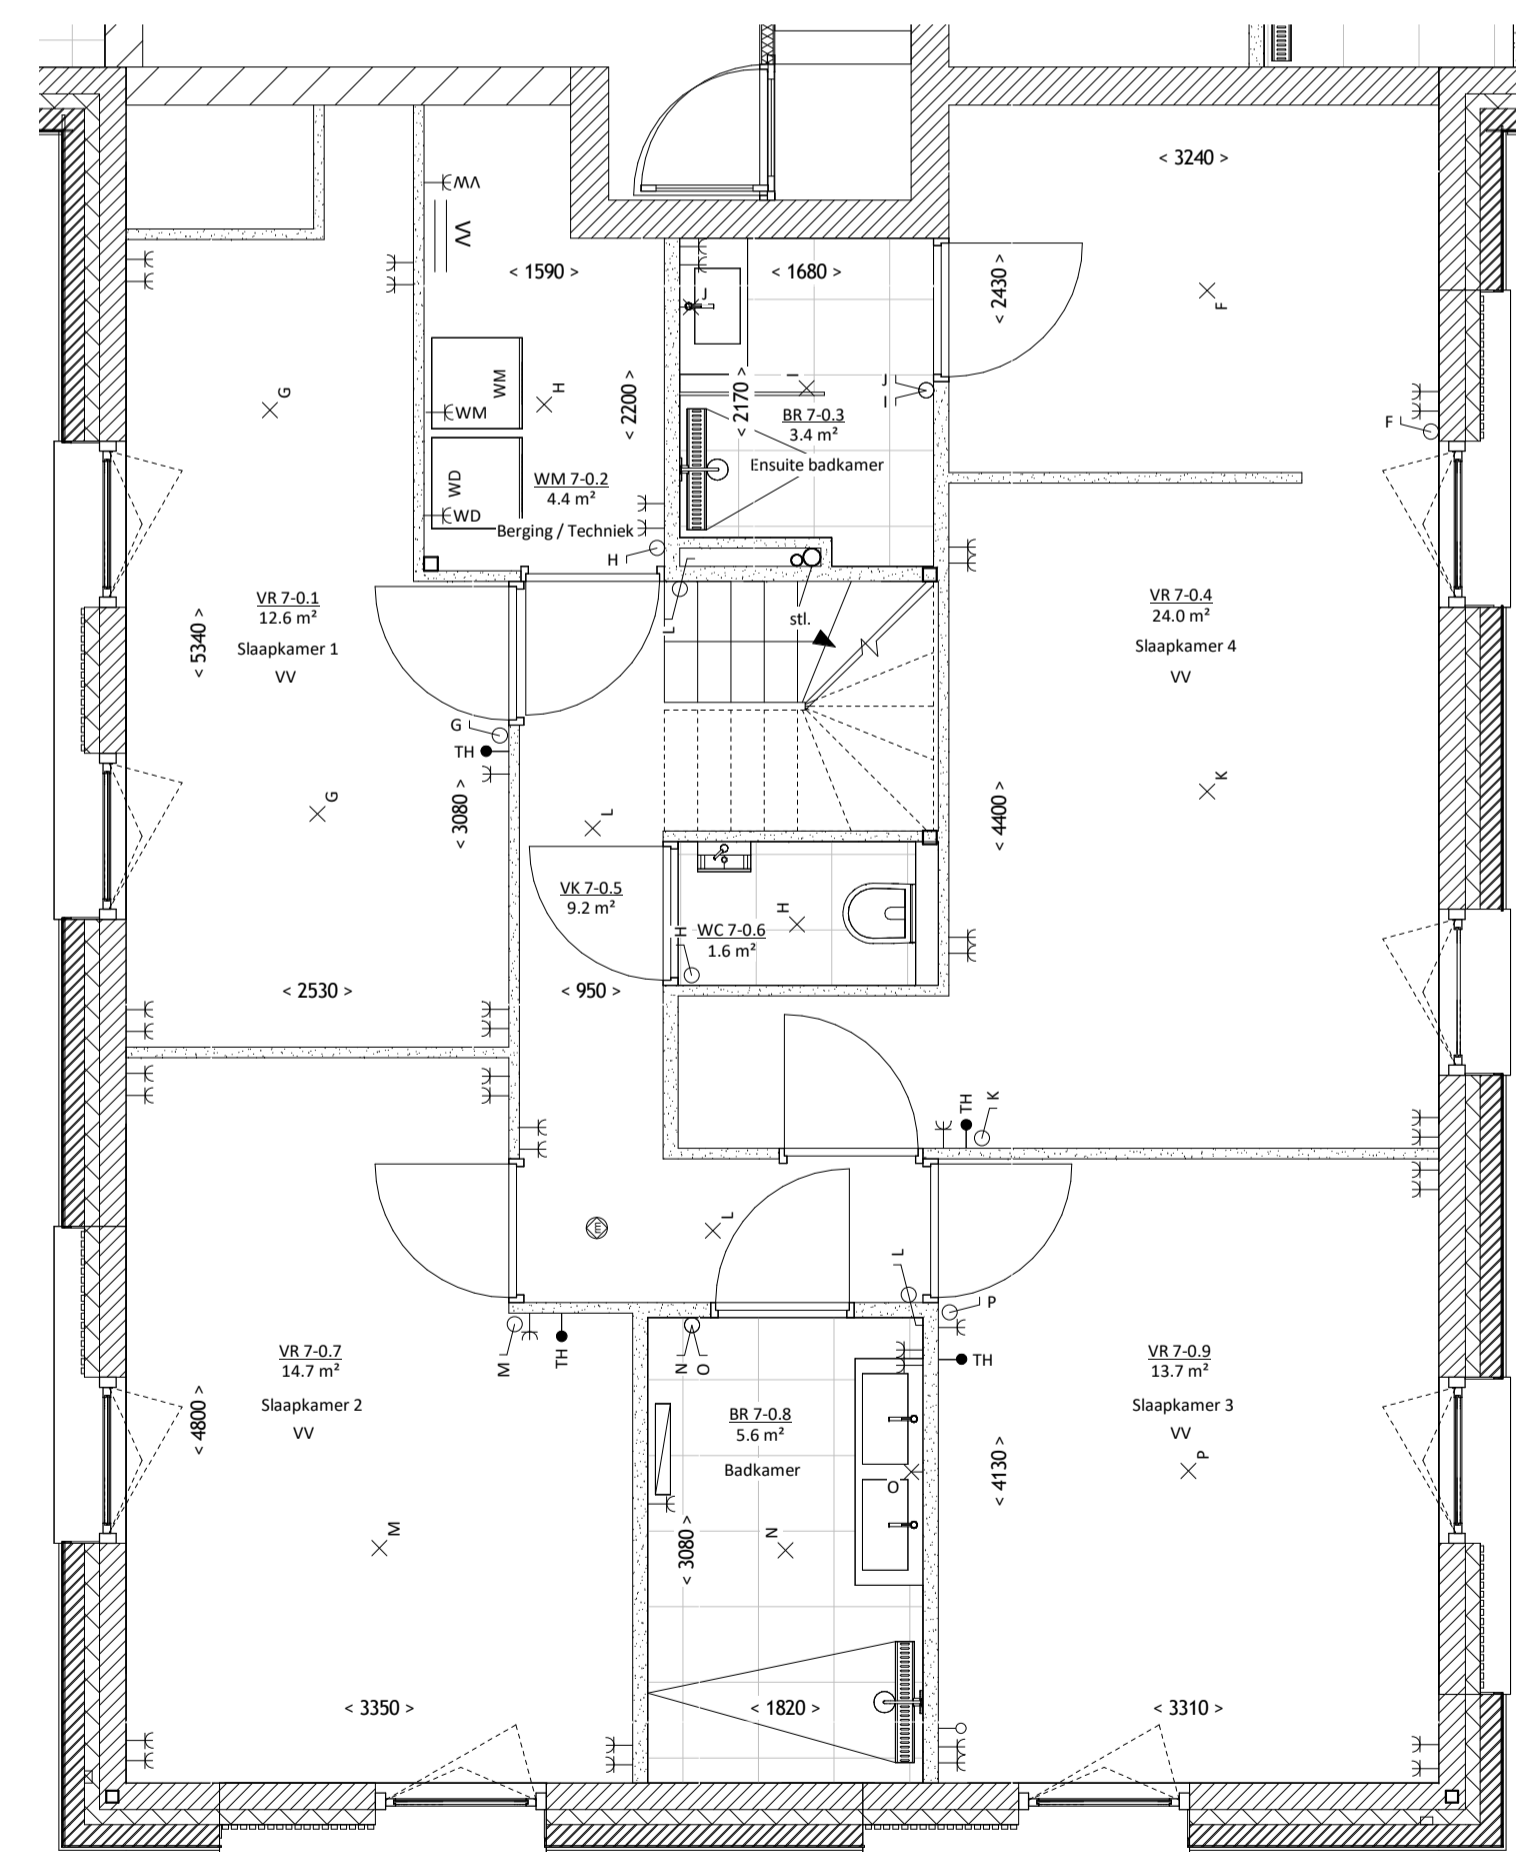 < 3240 >
VV
VV
< 1590 >
< 1680 >
< 2430 >
J
F
G
WM
WM
H
< 2200 >
< 2170 >
I
J
I
BR 7-0.3
3.4 m²
Ensuite badkamer
F
WD
WD
WM 7-0.2
4.4 m²
Berging / Techniek
H
VR 7-0.1
12.6 m²
Slaapkamer 1
VV
< 5340 >
L
stl.
VR 7-0.4
24.0 m²
Slaapkamer 4
VV
G
TH
G
< 3080 >
L
K
< 4400 >
VK 7-0.5
9.2 m²
H
H
WC 7-0.6
1.6 m²
< 2530 >
< 950 >
TH
K
E
L
L
P
M
TH
N
O
TH
VR 7-0.7
14.7 m²
Slaapkamer 2
VV
< 4800 >
BR 7-0.8
5.6 m²
Badkamer
O
VR 7-0.9
13.7 m²
Slaapkamer 3
VV
P
< 4130 >
M
< 3080 >
N
< 3350 >
< 1820 >
< 3310 >